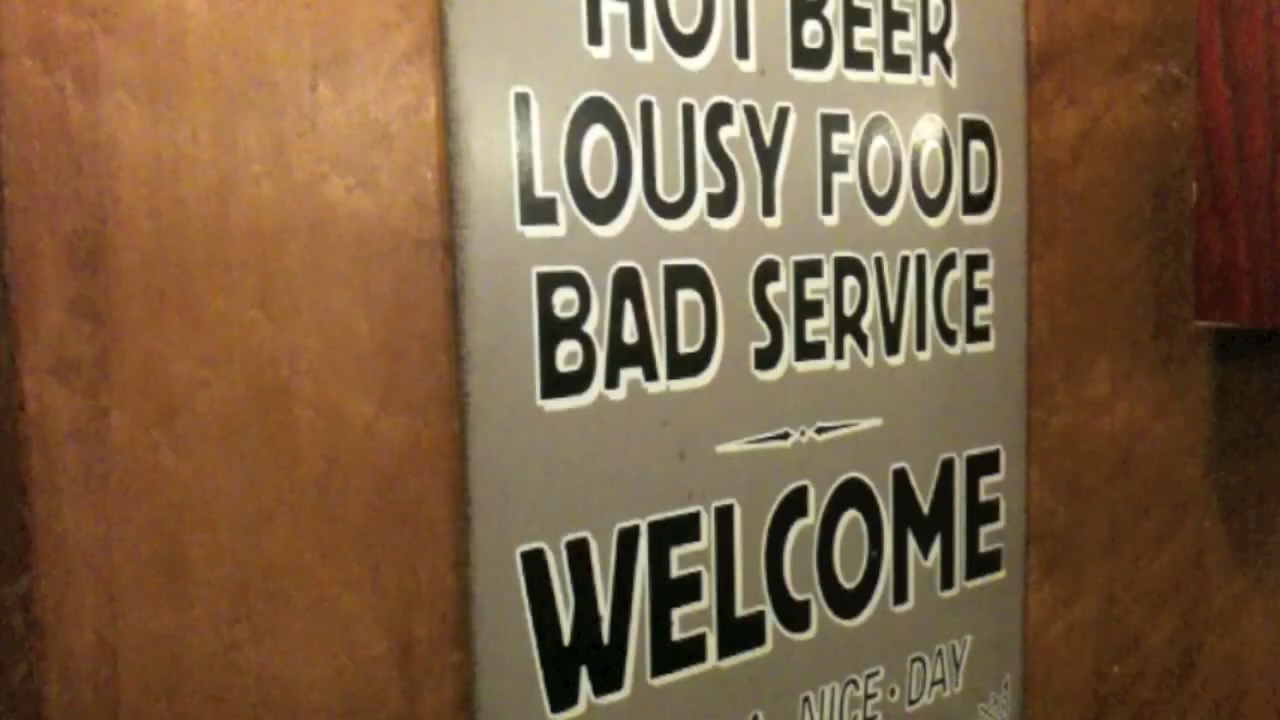 HOT BEER
LOUSY FOOD
BAD SERVICE
WELCOME
NICE · DAY